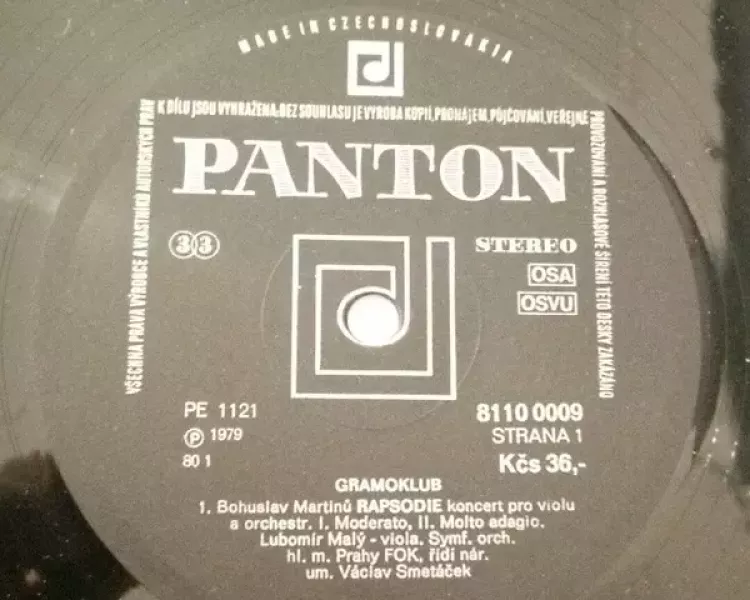 MADE IN CZECHOSLOVAKIA
VŠECHNA PRÁVA VÝROBCE A VLASTNÍKŮ AUTORSKÝCH PRÁV
K DÍLU JSOU VYHRAŽENA. BEZ SOUHLASU JE VÝROBA KOPIÍ, PRONÁJEM, PŮJČOVÁNÍ, VEŘEJNÉ
PROVOZOVÁNÍ A ROZHLASOVÉ ŠÍŘENÍ TÉTO DESKY ZAKÁZÁNO
PANTON
33
STEREO
OSA
OSVU
PE 1121
8110 0009
Ⓟ 1979
STRANA 1
80 1
Kčs 36,-
GRAMOKLUB
1. Bohuslav Martinů RAPSODIE koncert pro violu
a orchestr. I. Moderato, II. Molto adagio.
Lubomír Malý - viola. Symf. orch.
hl. m. Prahy FOK, řídí nár.
um. Václav Smetáček